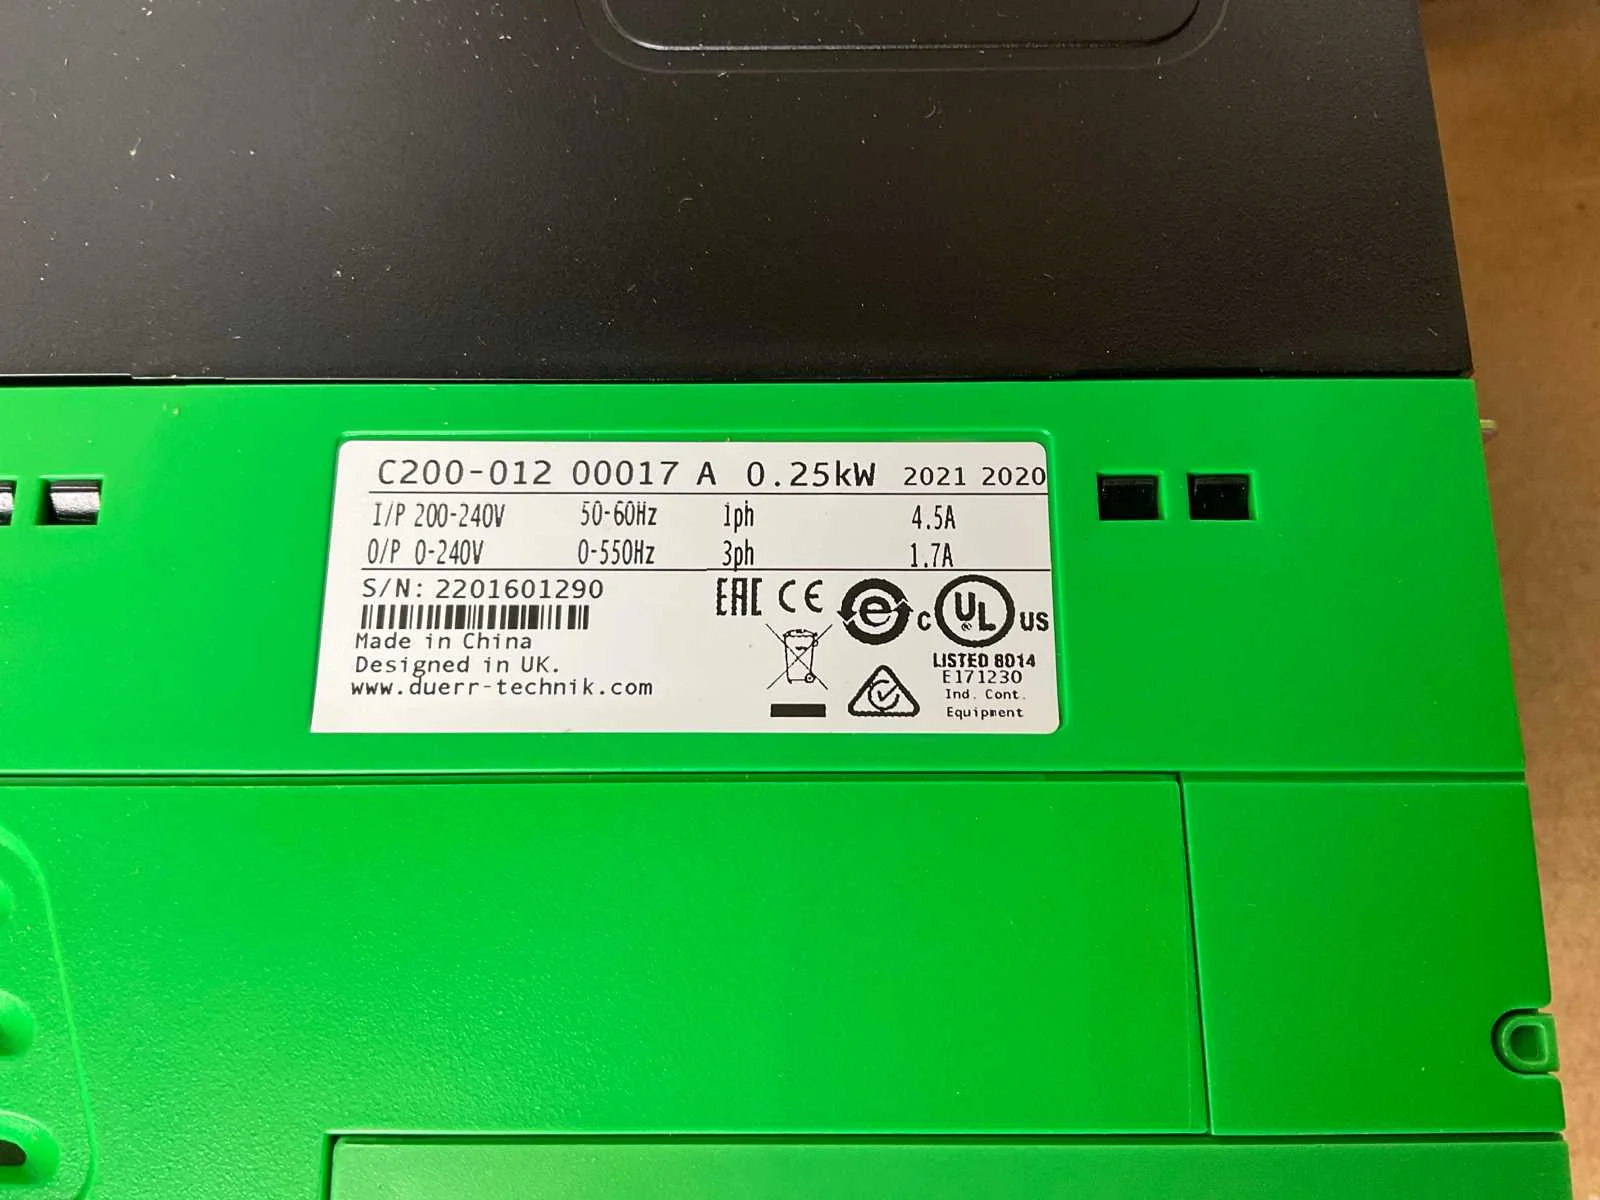 C200-012 00017 A 0.25kW 2021 2020
I/P 200-240V 50-60Hz 1ph 4.5A
O/P 0-240V 0-550Hz 3ph 1.7A
S/N: 2201601290
Made in China
Designed in UK.
www.duerr-technik.com
EAC CE e c UL ® US
LISTED 8D14
E171230
Ind. Cont.
Equipment